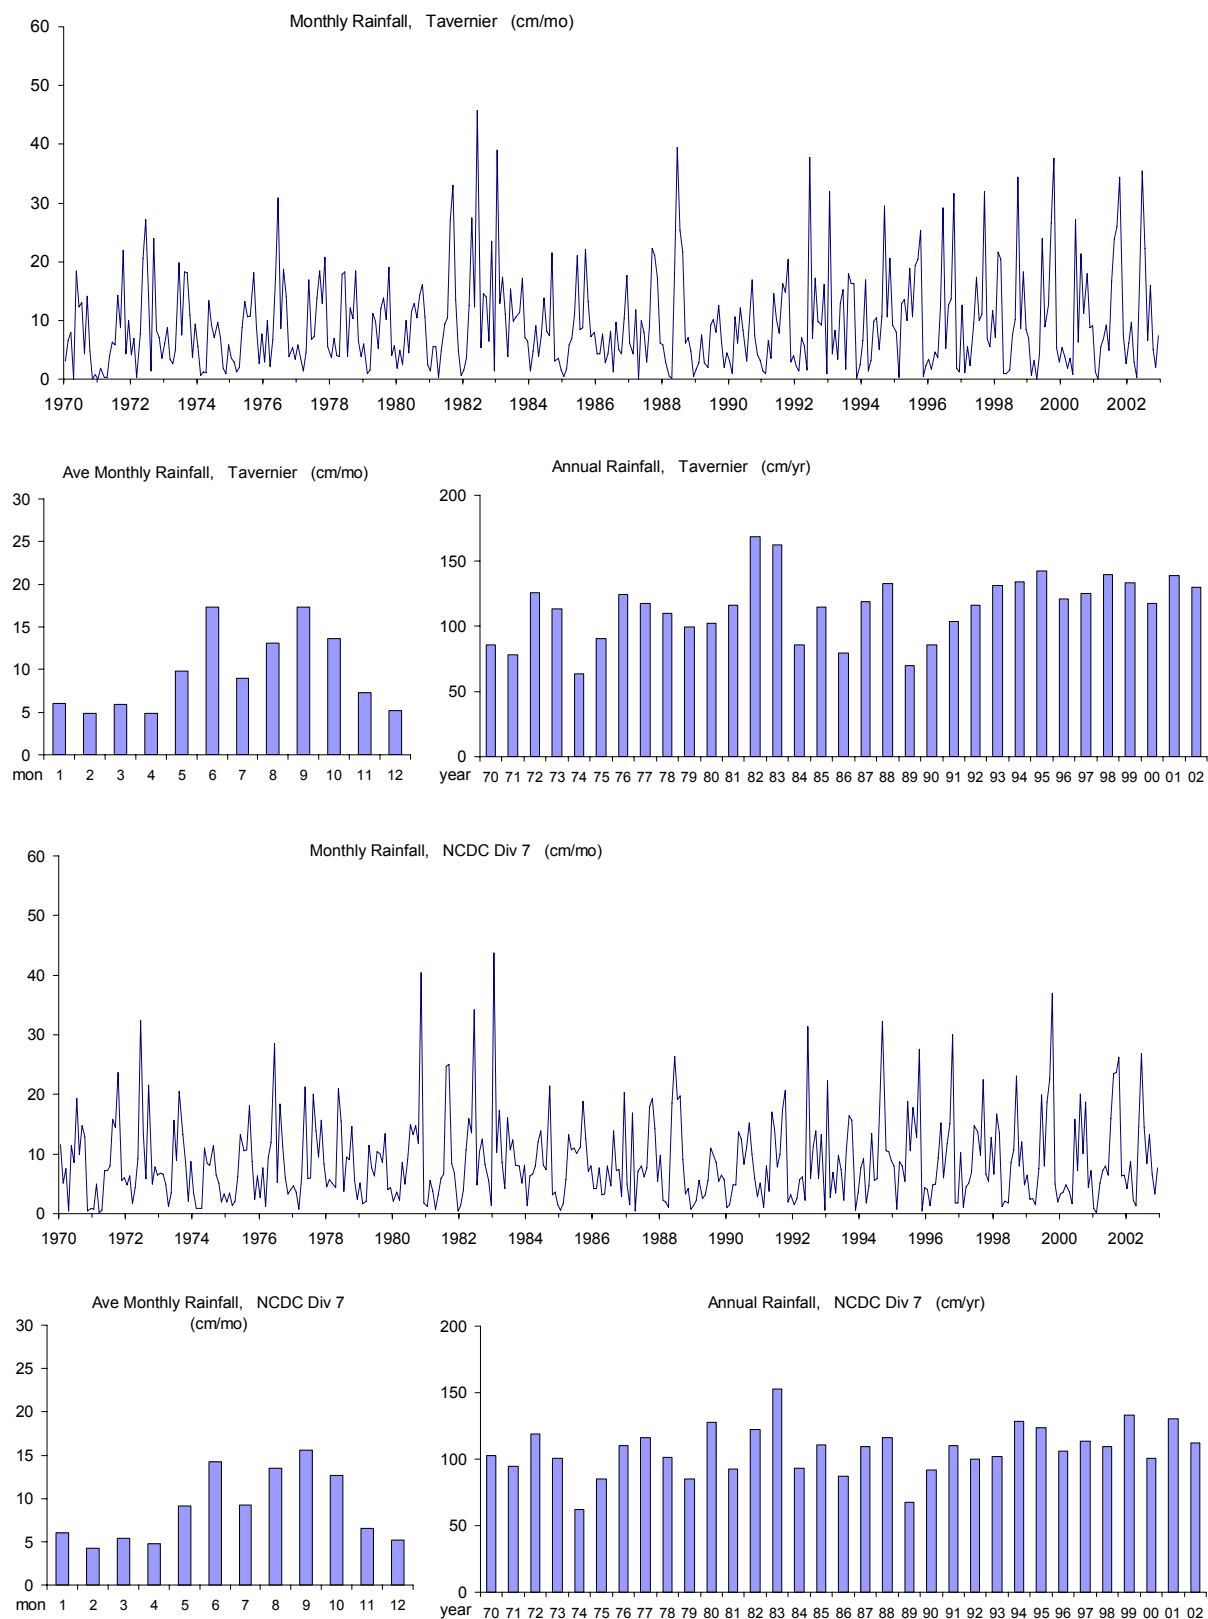 Monthly Rainfall, Tavernier (cm/mo)
60
50
40
30
20
10
0
1970 1972 1974 1976 1978 1980 1982 1984 1986 1988 1990 1992 1994 1996 1998 2000 2002
Ave Monthly Rainfall, Tavernier (cm/mo)
30
25
20
15
10
5
0
mon 1 2 3 4 5 6 7 8 9 10 11 12
Annual Rainfall, Tavernier (cm/yr)
200
150
100
50
0
year 70 71 72 73 74 75 76 77 78 79 80 81 82 83 84 85 86 87 88 89 90 91 92 93 94 95 96 97 98 99 00 01 02
Monthly Rainfall, NCDC Div 7 (cm/mo)
60
50
40
30
20
10
0
1970 1972 1974 1976 1978 1980 1982 1984 1986 1988 1990 1992 1994 1996 1998 2000 2002
Ave Monthly Rainfall, NCDC Div 7
(cm/mo)
30
25
20
15
10
5
0
mon 1 2 3 4 5 6 7 8 9 10 11 12
Annual Rainfall, NCDC Div 7 (cm/yr)
200
150
100
50
0
year 70 71 72 73 74 75 76 77 78 79 80 81 82 83 84 85 86 87 88 89 90 91 92 93 94 95 96 97 98 99 00 01 02